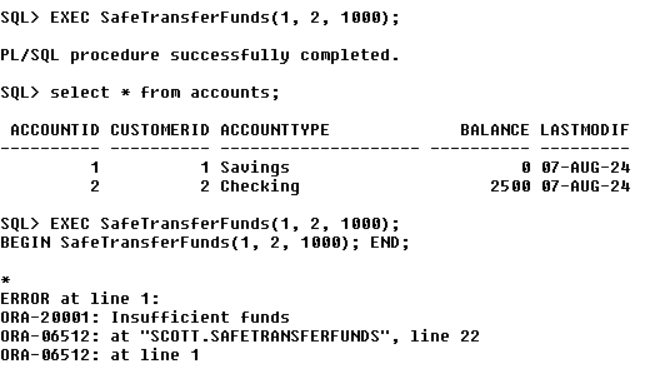 SQL> EXEC SafeTransferFunds(1, 2, 1000);
PL/SQL procedure successfully completed.
SQL> select * from accounts;
 ACCOUNTID CUSTOMERID ACCOUNTTYPE             BALANCE LASTMODIF
---------- ---------- -------------------- ---------- ---------
         1          1 Savings                       0 07-AUG-24
         2          2 Checking                   2500 07-AUG-24
SQL> EXEC SafeTransferFunds(1, 2, 1000);
BEGIN SafeTransferFunds(1, 2, 1000); END;
*
ERROR at line 1:
ORA-20001: Insufficient funds
ORA-06512: at "SCOTT.SAFETRANSFERFUNDS", line 22
ORA-06512: at line 1